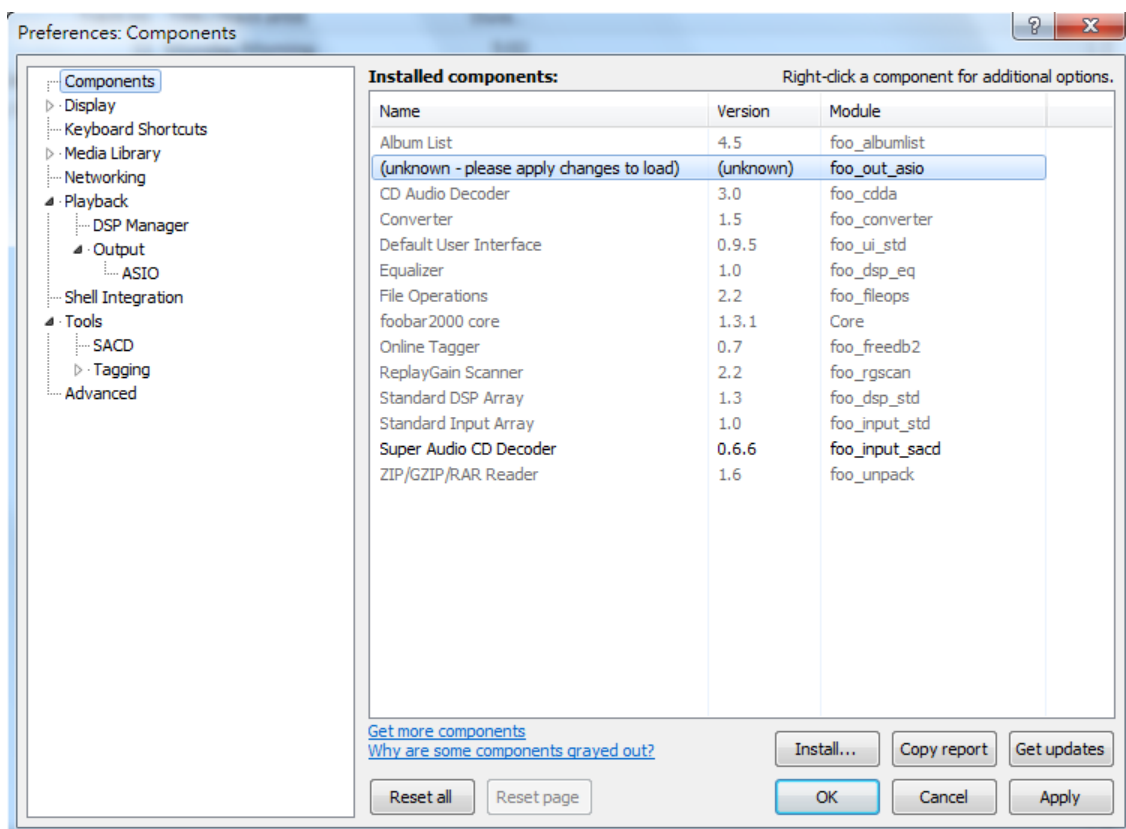 Preferences: Components
Components
Display
Keyboard Shortcuts
Media Library
Networking
Playback
DSP Manager
Output
ASIO
Shell Integration
Tools
SACD
Tagging
Advanced
Installed components: Right-click a component for additional options.
Name Version Module
Album List 4.5 foo_albumlist
(unknown - please apply changes to load) (unknown) foo_out_asio
CD Audio Decoder 3.0 foo_cdda
Converter 1.5 foo_converter
Default User Interface 0.9.5 foo_ui_std
Equalizer 1.0 foo_dsp_eq
File Operations 2.2 foo_fileops
foobar2000 core 1.3.1 Core
Online Tagger 0.7 foo_freedb2
ReplayGain Scanner 2.2 foo_rgscan
Standard DSP Array 1.3 foo_dsp_std
Standard Input Array 1.0 foo_input_std
Super Audio CD Decoder 0.6.6 foo_input_sacd
ZIP/GZIP/RAR Reader 1.6 foo_unpack
Get more components
Why are some components grayed out?
Install... Copy report Get updates
Reset all Reset page OK Cancel Apply